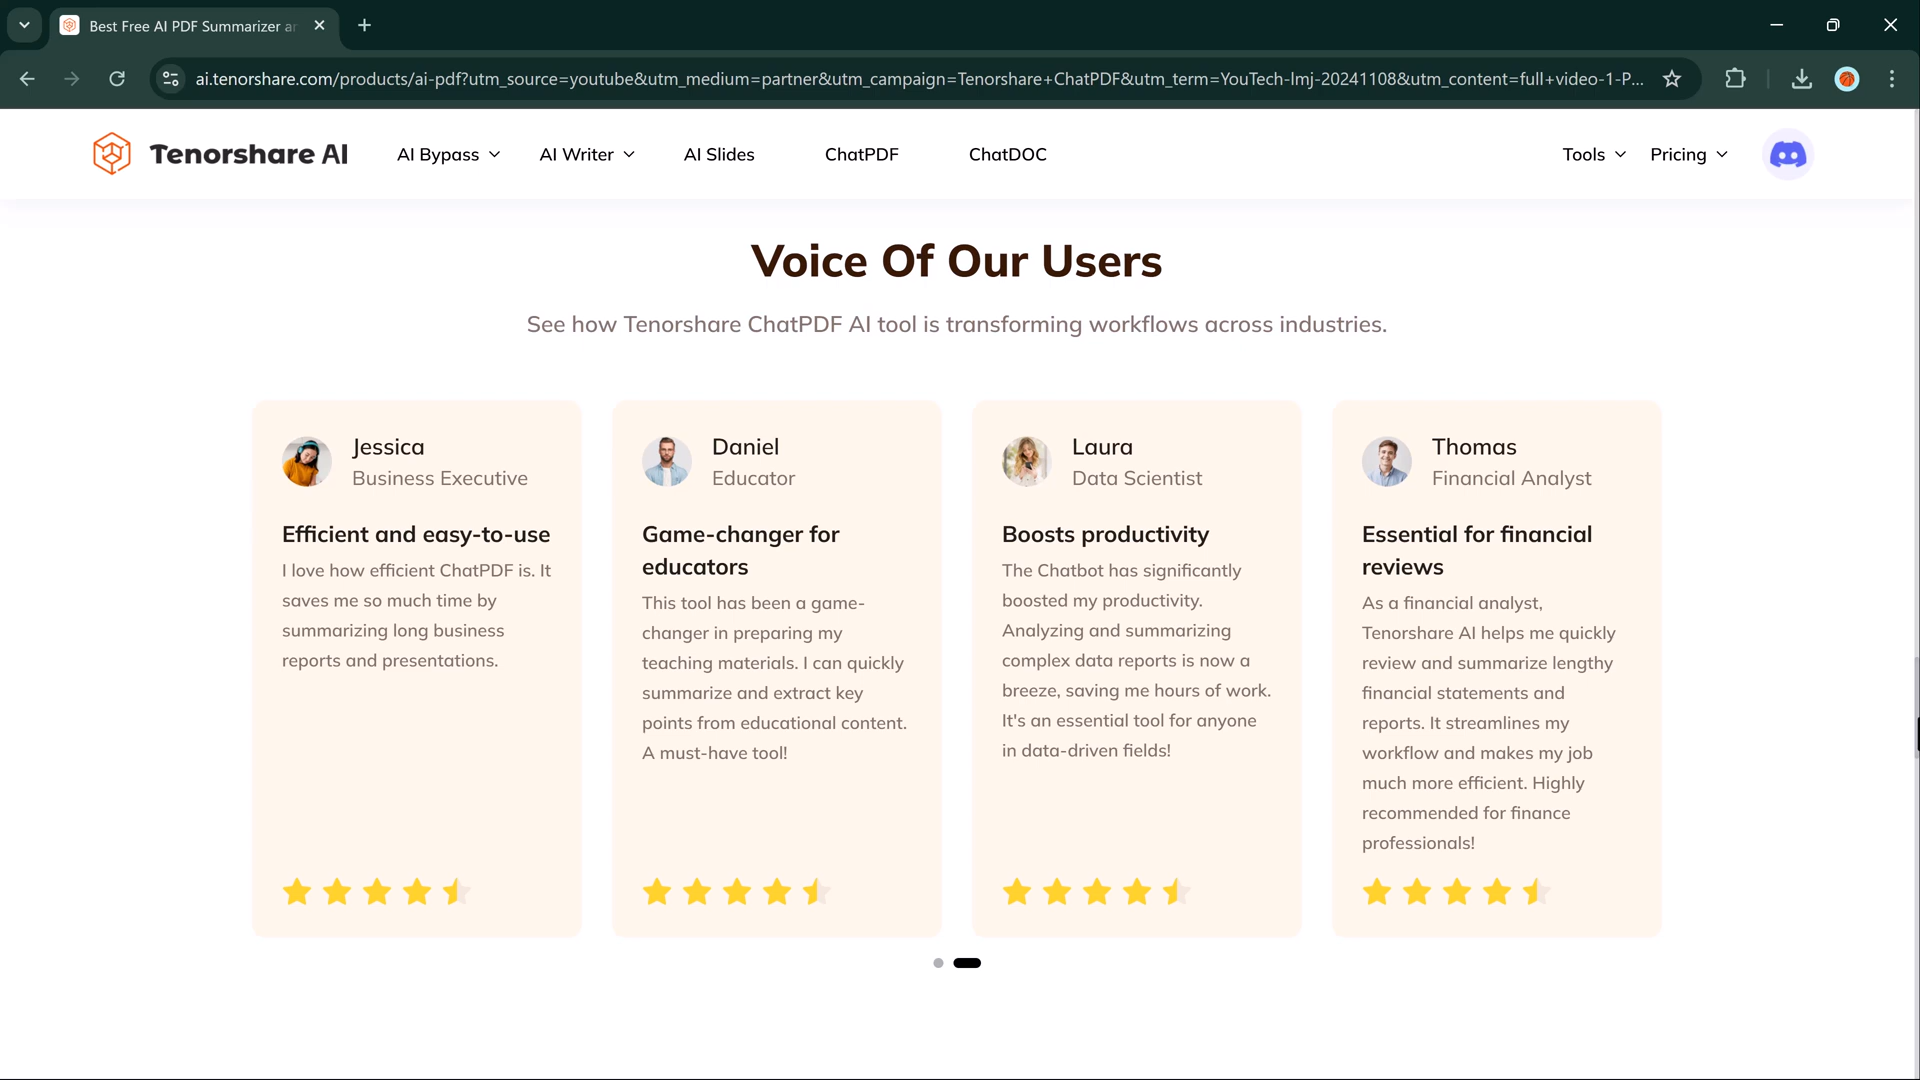 Best Free AI PDF Summarizer ar
ai.tenorshare.com/products/ai-pdf?utm_source=youtube&utm_medium=partner&utm_campaign=Tenorshare+ChatPDF&utm_term=YouTech-lmj-20241108&utm_content=full+video-1-P...
Tenorshare AI
AI Bypass
AI Writer
AI Slides
ChatPDF
ChatDOC
Tools
Pricing
Voice Of Our Users
See how Tenorshare ChatPDF AI tool is transforming workflows across industries.
Jessica
Business Executive
Efficient and easy-to-use
I love how efficient ChatPDF is. It
saves me so much time by
summarizing long business
reports and presentations.
Daniel
Educator
Game-changer for
educators
This tool has been a game-
changer in preparing my
teaching materials. I can quickly
summarize and extract key
points from educational content.
A must-have tool!
Laura
Data Scientist
Boosts productivity
The Chatbot has significantly
boosted my productivity.
Analyzing and summarizing
complex data reports is now a
breeze, saving me hours of work.
It's an essential tool for anyone
in data-driven fields!
Thomas
Financial Analyst
Essential for financial
reviews
As a financial analyst,
Tenorshare AI helps me quickly
review and summarize lengthy
financial statements and
reports. It streamlines my
workflow and makes my job
much more efficient. Highly
recommended for finance
professionals!